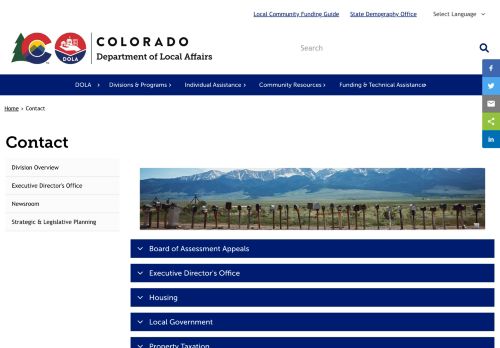 Local Community Funding Guide State Demography Office Select Language
COLORADO
Department of Local Affairs
DOLA
Search
DOLA Divisions & Programs Individual Assistance Community Resources Funding & Technical Assistance
Home > Contact
Contact
Division Overview
Executive Director's Office
Newsroom
Strategic & Legislative Planning
Board of Assessment Appeals
Executive Director's Office
Housing
Local Government
Property Taxation